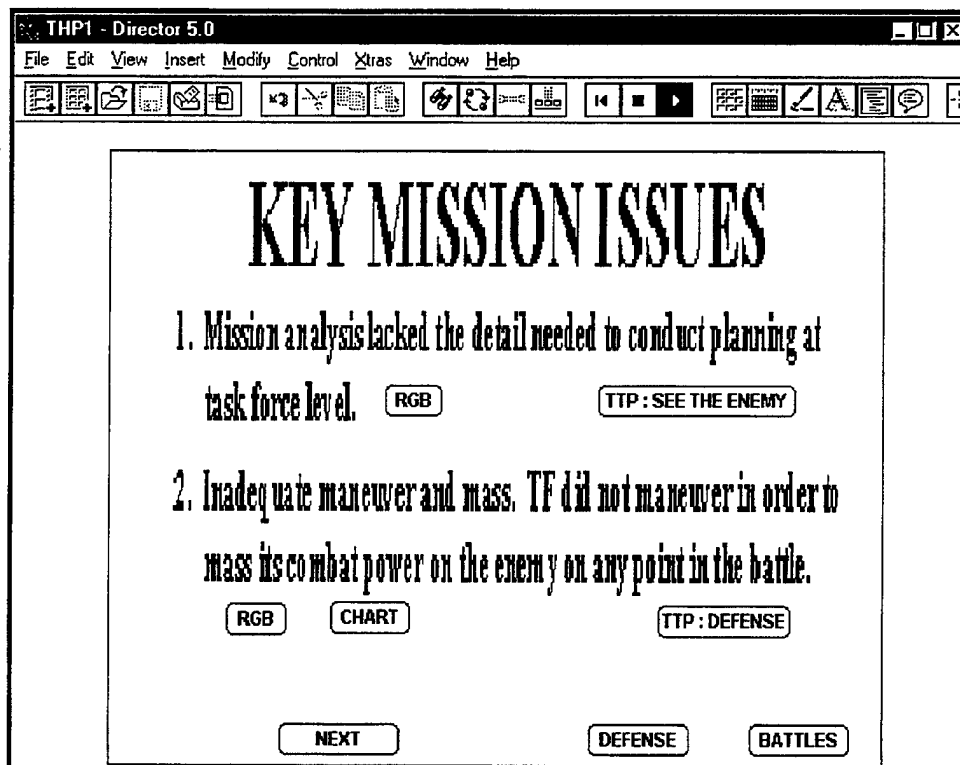 THP1 - Director 5.0
File Edit View Insert Modify Control Xtras Window Help
KEY MISSION ISSUES
1. Mission analysis lacked the detail needed to conduct planning at
task force level. RGB TTP : SEE THE ENEMY
2. Inadequate maneuver and mass. TF did not maneuver in order to
mass its combat power on the enemy on any point in the battle.
RGB CHART TTP : DEFENSE
NEXT DEFENSE BATTLES